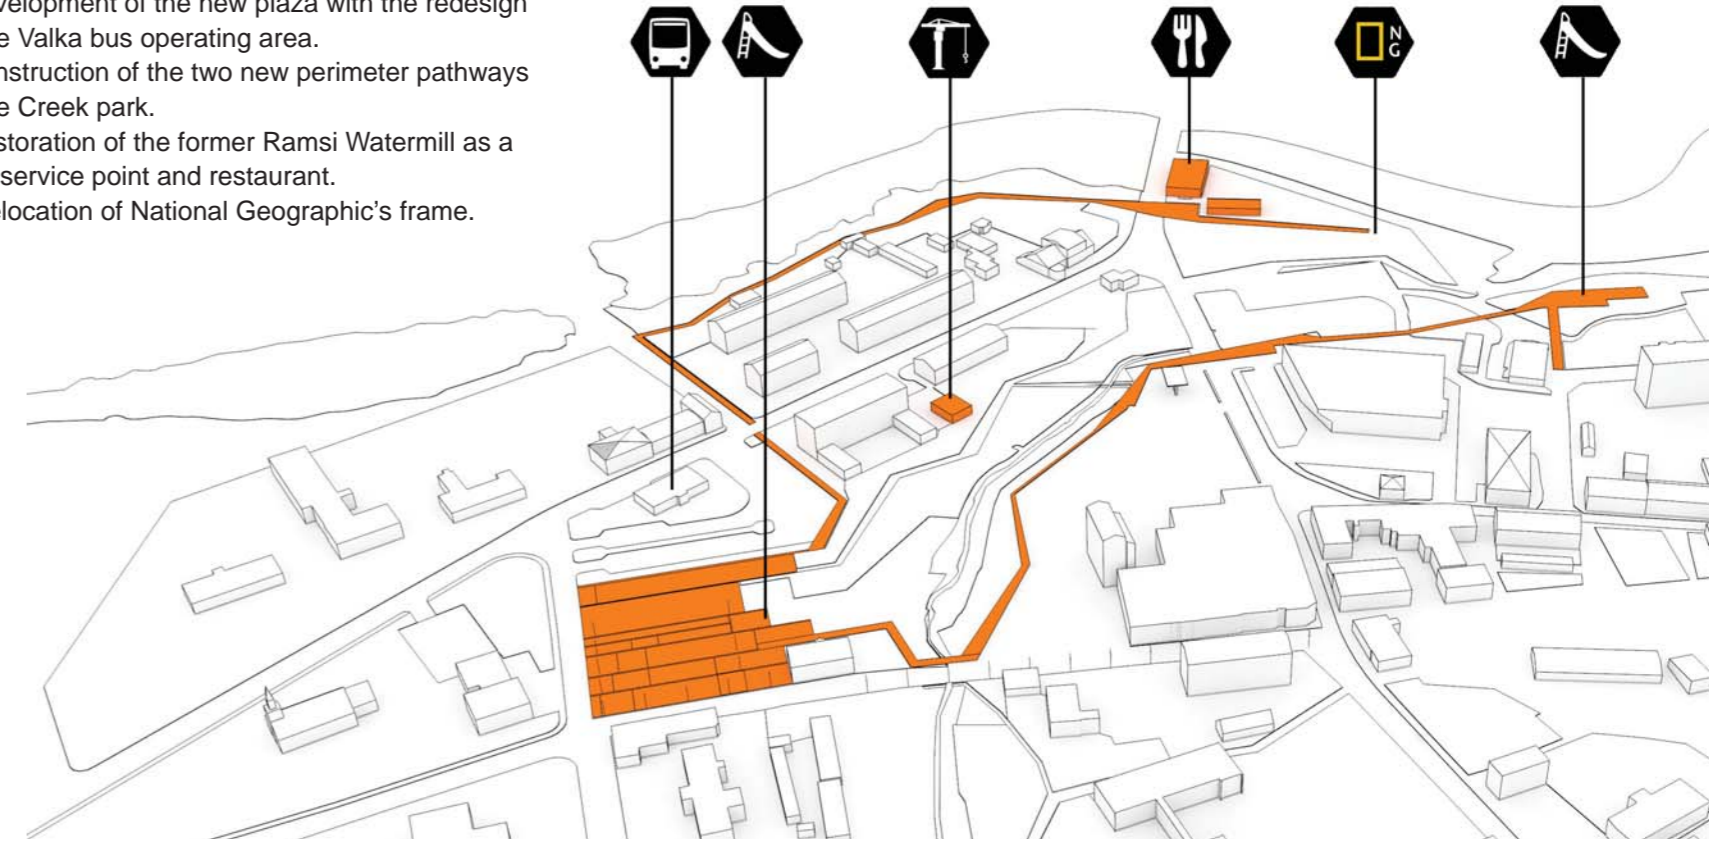 velopment of the new plaza with the redesign
e Valka bus operating area.
nstruction of the two new perimeter pathways
e Creek park.
storation of the former Ramsi Watermill as a
service point and restaurant.
elocation of National Geographic's frame.
N
G